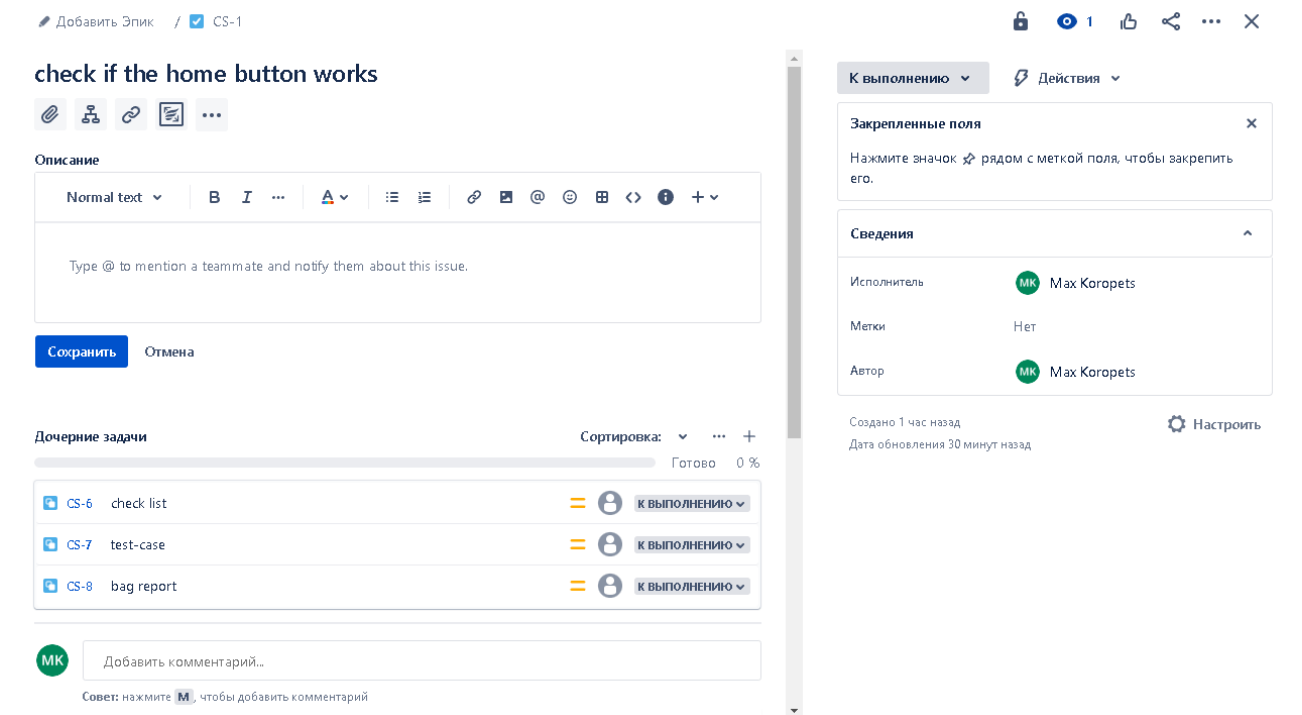 Добавить Эпик / CS-1
1
check if the home button works
Описание
Normal text B I ... A @ <> +
Type @ to mention a teammate and notify them about this issue.
Сохранить Отмена
Дочерние задачи Сортировка:
Готово 0 %
CS-6 check list К ВЫПОЛНЕНИЮ
CS-7 test-case К ВЫПОЛНЕНИЮ
CS-8 bag report К ВЫПОЛНЕНИЮ
MK Добавить комментарий...
Совет: нажмите M , чтобы добавить комментарий
К выполнению Действия
Закрепленные поля
Нажмите значок рядом с меткой поля, чтобы закрепить
его.
Сведения
Исполнитель MK Max Koropets
Метки Нет
Автор MK Max Koropets
Создано 1 час назад Настроить
Дата обновления 30 минут назад